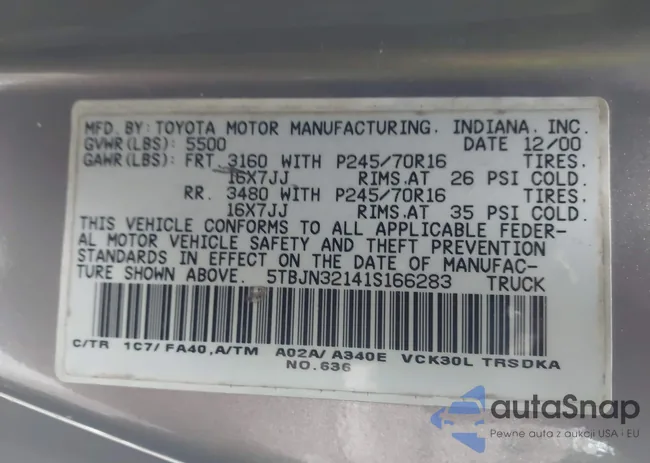 MFD. BY: TOYOTA MOTOR MANUFACTURING. INDIANA. INC.
GVWR(LBS): 5500 DATE 12/00
GAWR(LBS): FRT. 3160 WITH P245/70R16 TIRES.
16X7JJ RIMS.AT 26 PSI COLD.
RR. 3480 WITH P245/70R16 TIRES.
16X7JJ RIMS.AT 35 PSI COLD.
THIS VEHICLE CONFORMS TO ALL APPLICABLE FEDER-
AL MOTOR VEHICLE SAFETY AND THEFT PREVENTION
STANDARDS IN EFFECT ON THE DATE OF MANUFAC-
TURE SHOWN ABOVE. 5TBJN32141S166283 TRUCK
C/TR 1C7/ FA40,A/TM A02A/ A340E VCK30L TRSDKA
NO.636
autaSnap
Pewne auta z aukcji USA i EU